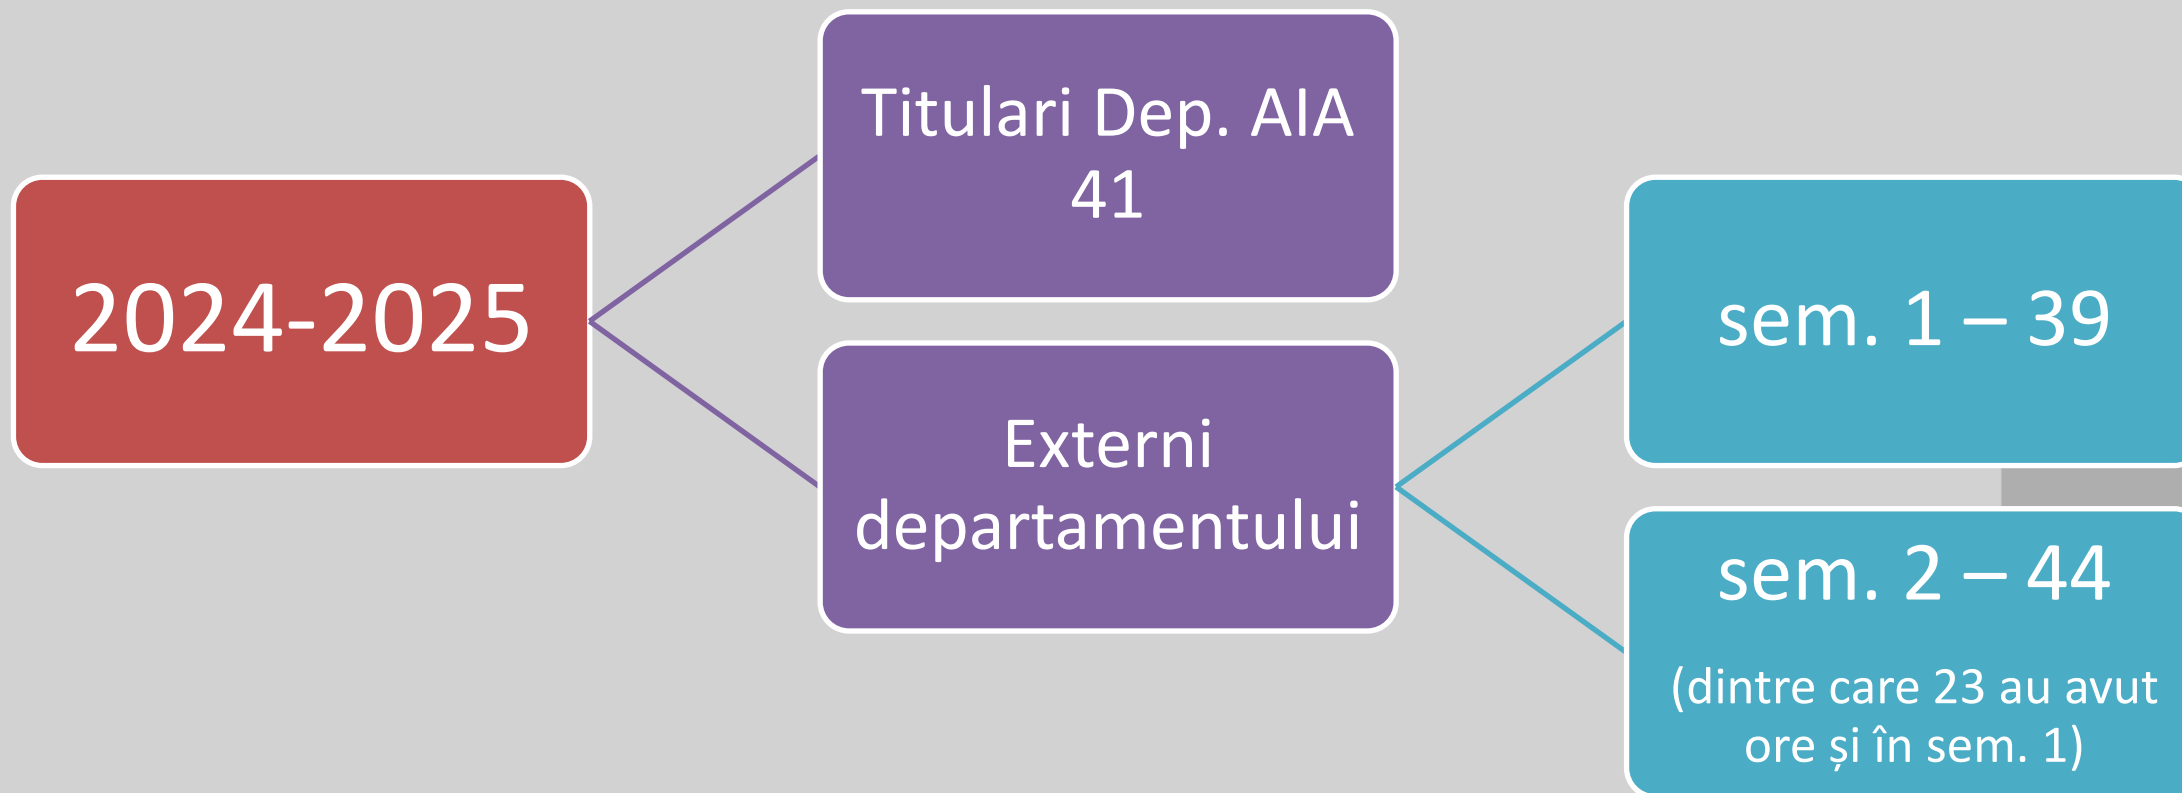 2024-2025
Titulari Dep. AIA
41
Externi
departamentului
sem. 1 – 39
sem. 2 – 44
(dintre care 23 au avut
ore și în sem. 1)